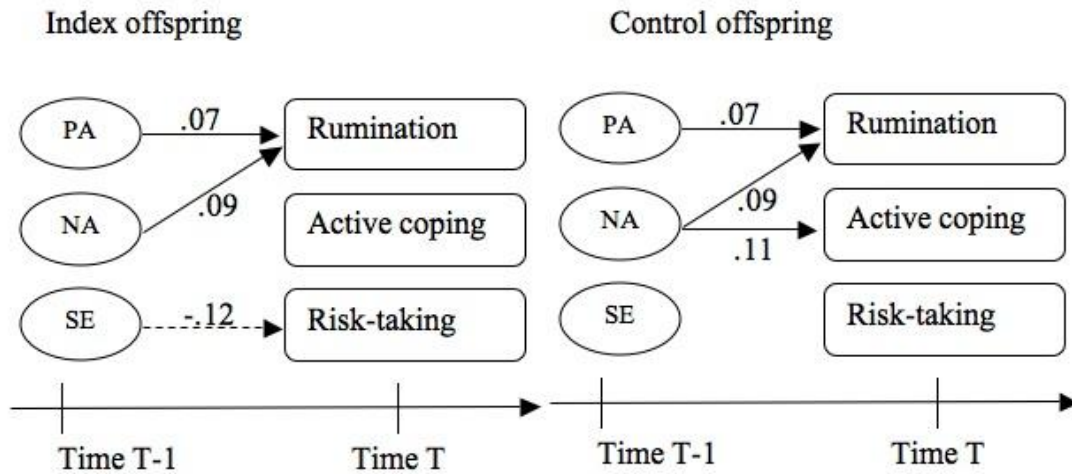 Index offspring
PA
.07
Rumination
NA
.09
Active coping
SE
-.12
Risk-taking
Time T-1
Time T
Control offspring
PA
.07
Rumination
NA
.09
.11
Active coping
SE
Risk-taking
Time T-1
Time T